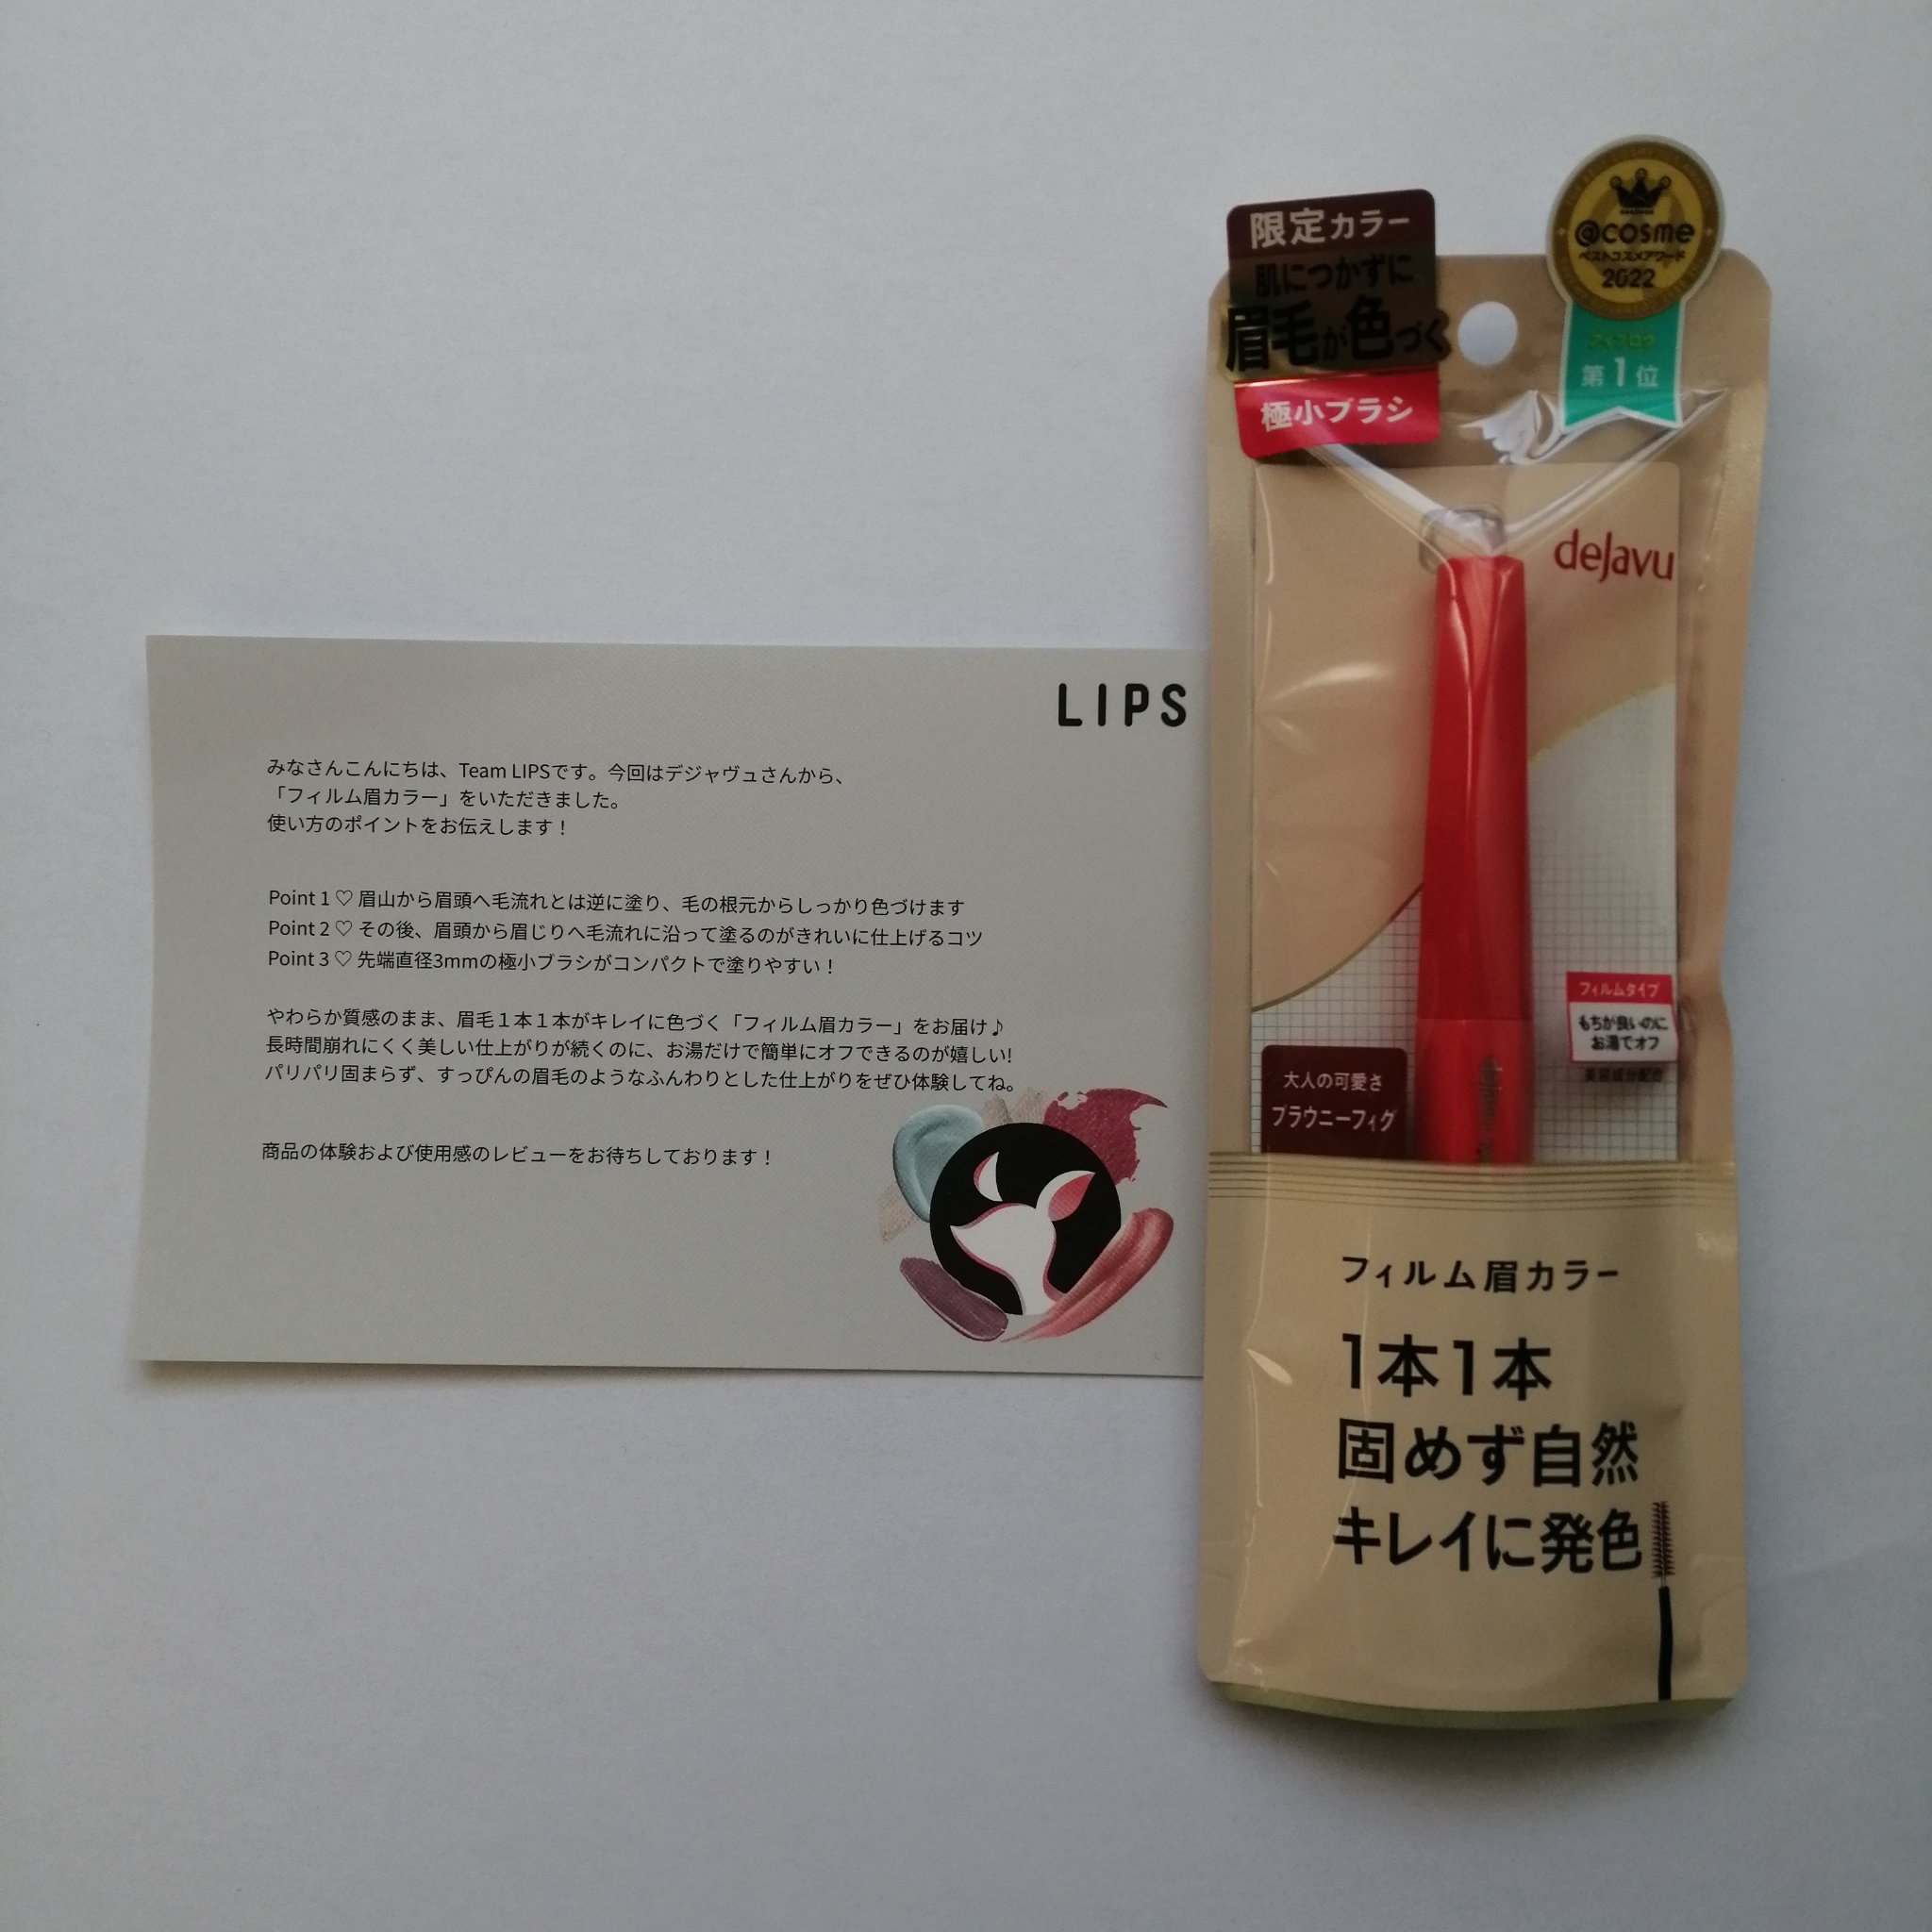 LIPS
みなさんこんにちは、Team LIPSです。今回はデジャヴュさんから、
「フィルム眉カラー」をいただきました。
使い方のポイントをお伝えします！
Point 1 ♡ 眉山から眉頭へ毛流れとは逆に塗り、毛の根元からしっかり色づけます
Point 2 ♡ その後、眉頭から眉じりへ毛流れに沿って塗るのがきれいに仕上げるコツ
Point 3 ♡ 先端直径3mmの極小ブラシがコンパクトで塗りやすい！
やわらか質感のまま、眉毛１本１本がキレイに色づく「フィルム眉カラー」をお届け♪
長時間崩れにくく美しい仕上がりが続くのに、お湯だけで簡単にオフできるのが嬉しい!
パリパリ固まらず、すっぴんの眉毛のようなふんわりとした仕上がりをぜひ体験してね。
商品の体験および使用感のレビューをお待ちしております！
限定カラー
肌につかずに
眉毛が色づく
極小ブラシ
@cosme
ベストコスメアワード
2022
アイブロウ
第1位
dejavu
フィルムタイプ
もちが良いのに
お湯でオフ
美容成分配合
大人の可愛さ
ブラウニーフィグ
フィルム眉カラー
1本1本
固めず自然
キレイに発色